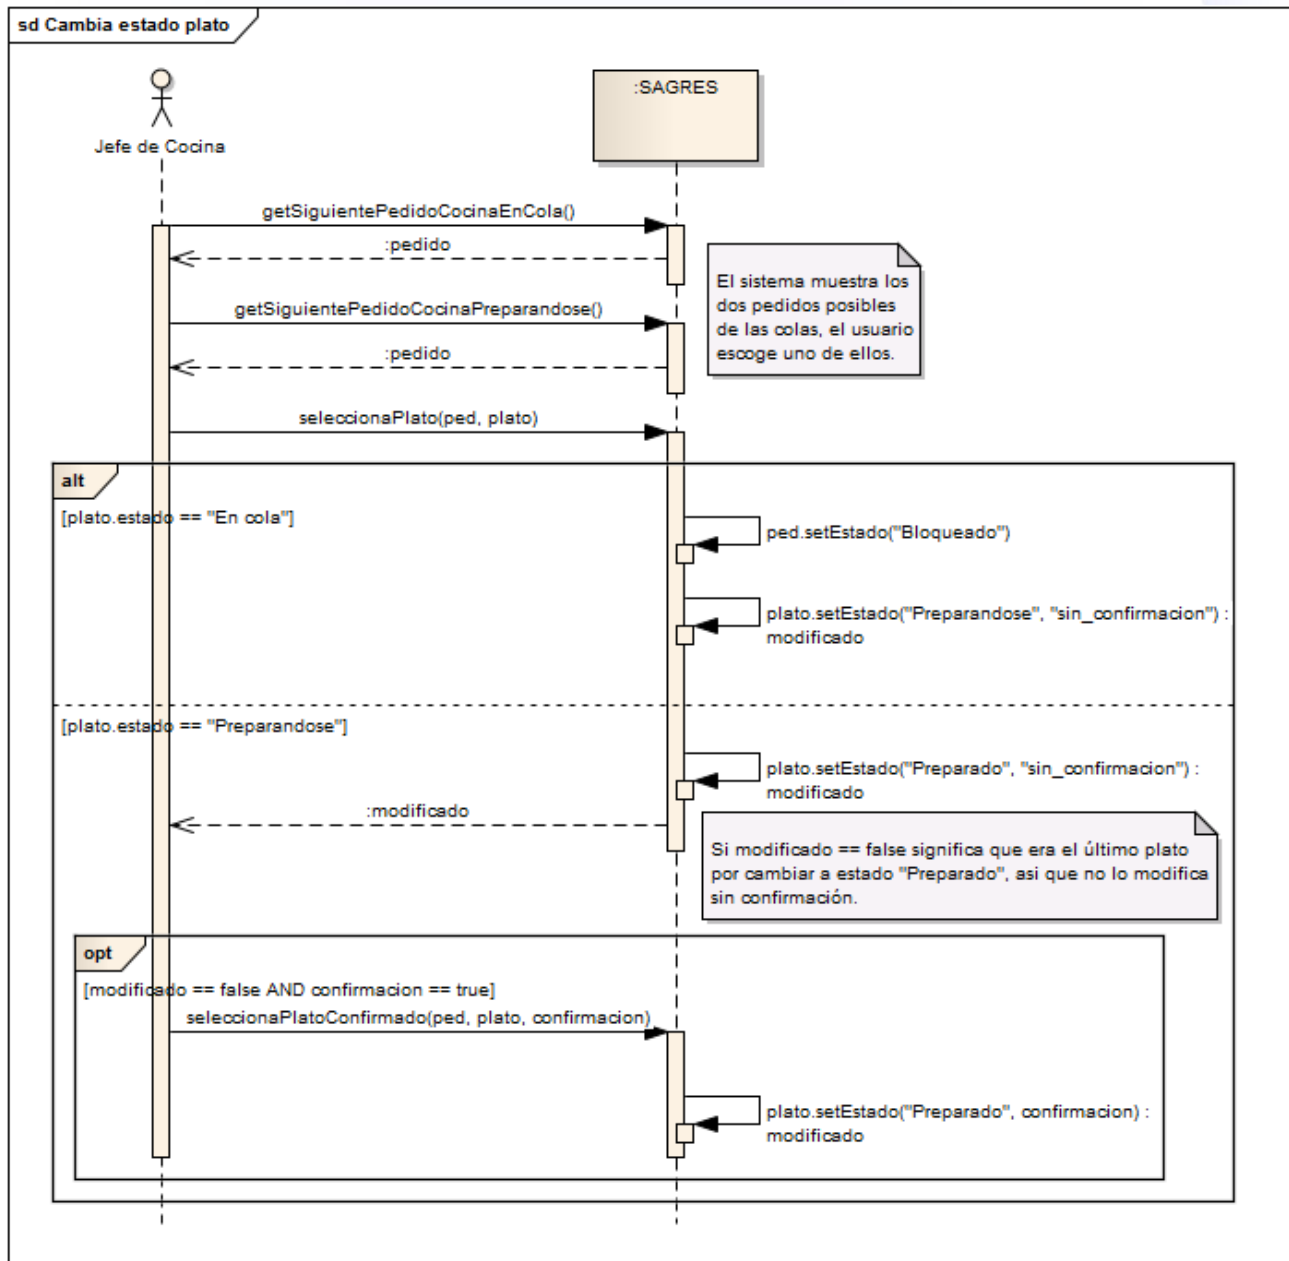 sd Cambia estado plato
:SAGRES
Jefe de Cocina
getSiguientePedidoCocinaEnCola()
:pedido
El sistema muestra los
dos pedidos posibles
de las colas, el usuario
escoge uno de ellos.
getSiguientePedidoCocinaPreparandose()
:pedido
seleccionaPlato(ped, plato)
alt
[plato.estado == "En cola"]
ped.setEstado("Bloqueado")
plato.setEstado("Preparandose", "sin_confirmacion") :
modificado
[plato.estado == "Preparandose"]
plato.setEstado("Preparado", "sin_confirmacion") :
modificado
:modificado
Si modificado == false significa que era el último plato
por cambiar a estado "Preparado", asi que no lo modifica
sin confirmación.
opt
[modificado == false AND confirmacion == true]
seleccionaPlatoConfirmado(ped, plato, confirmacion)
plato.setEstado("Preparado", confirmacion) :
modificado